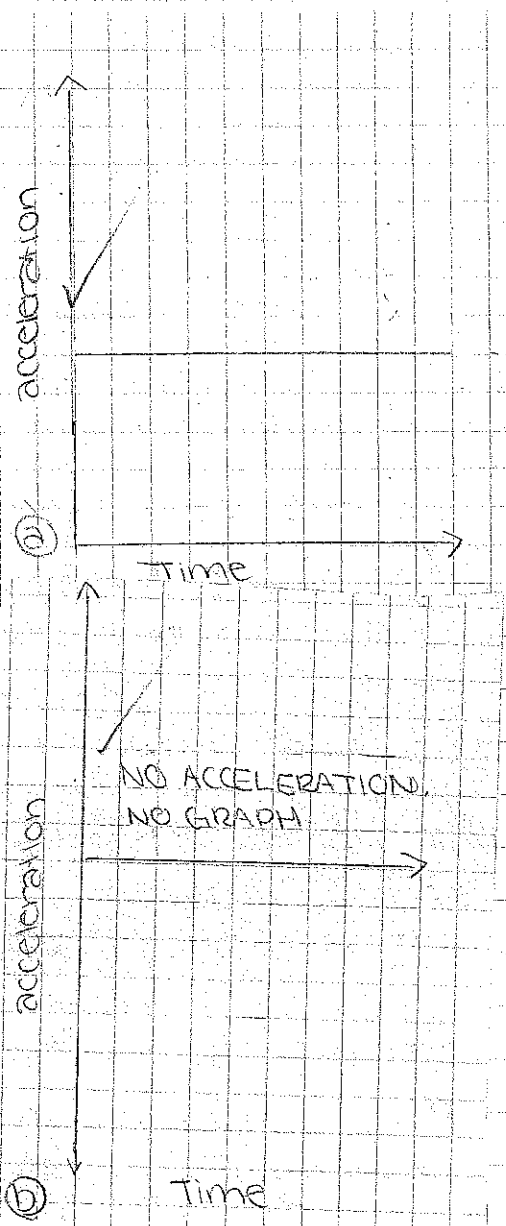 acceleration
ⓐ
Time
NO ACCELERATION.
NO GRAPH
acceleration
ⓑ
Time